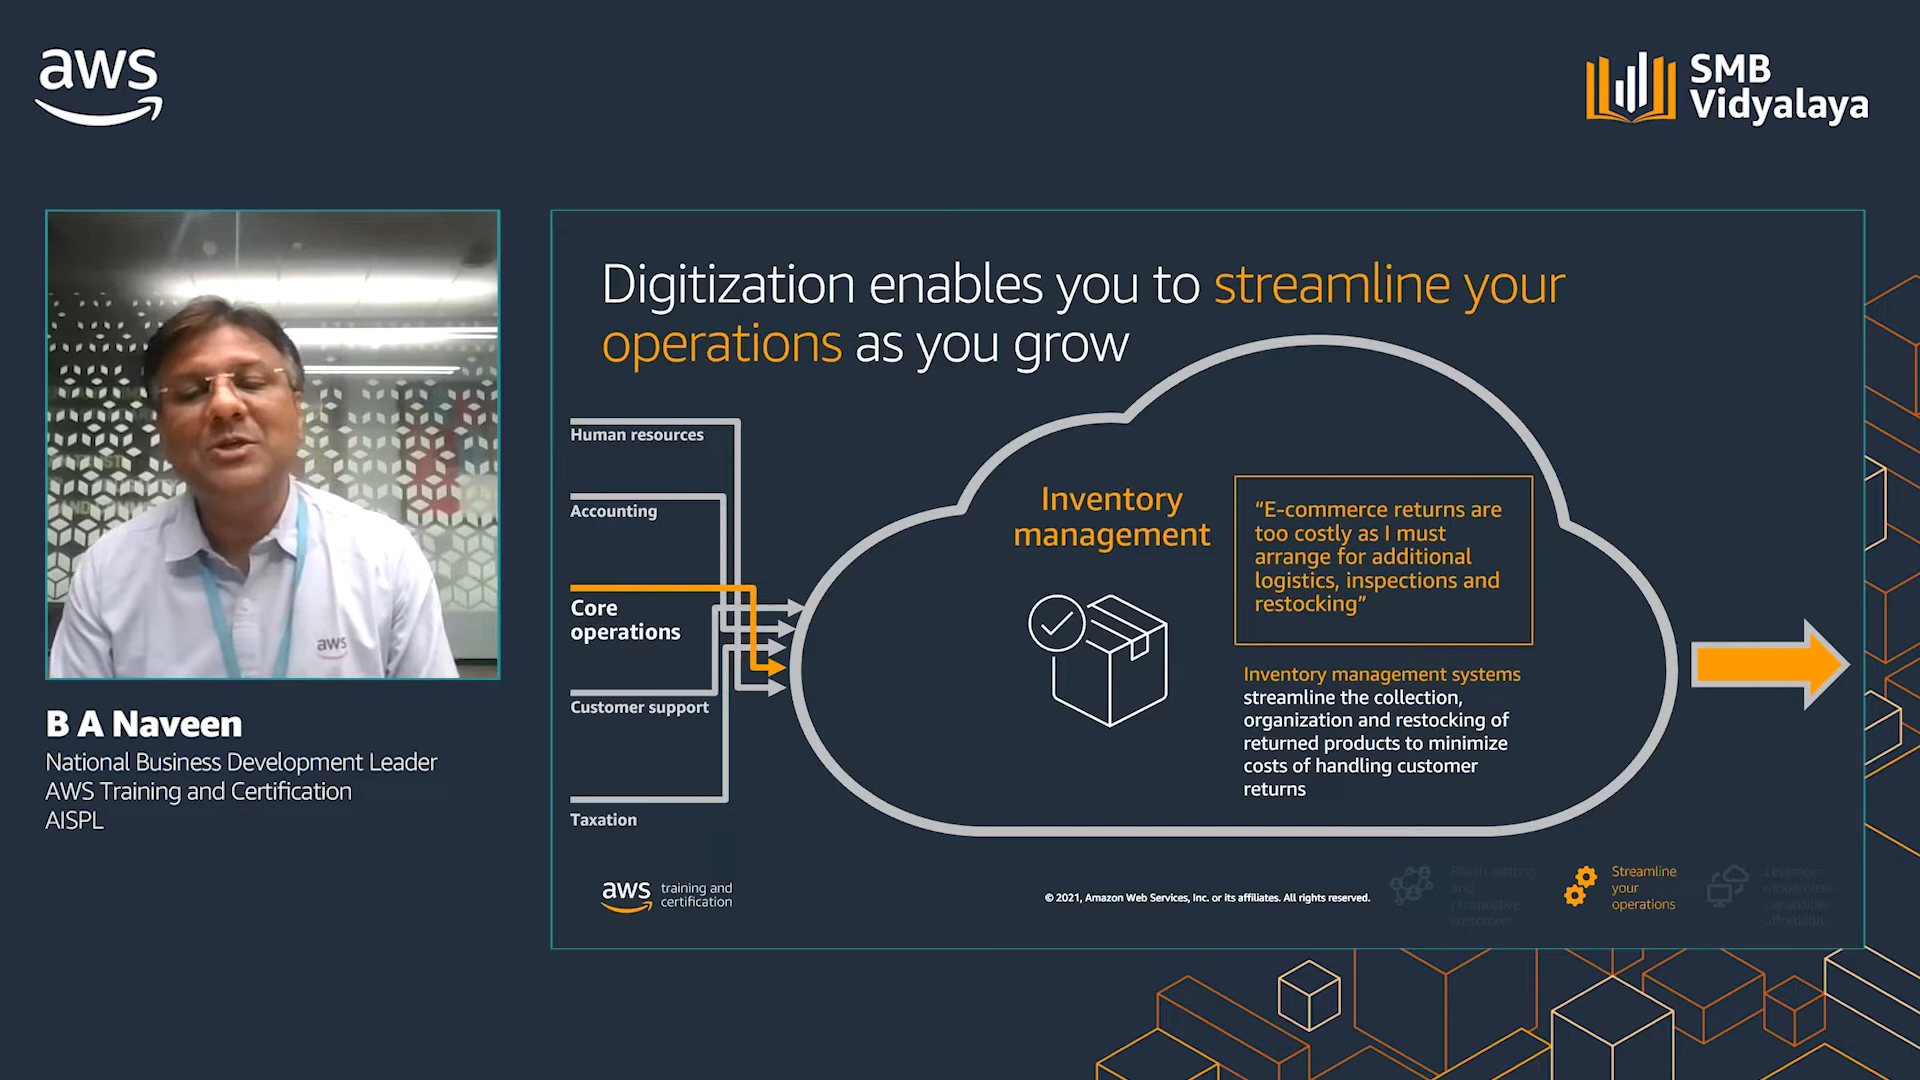 aws
SMB
Vidyalaya
aws
B A Naveen
National Business Development Leader
AWS Training and Certification
AISPL
Digitization enables you to streamline your
operations as you grow
Human resources
Accounting
Core
operations
Customer support
Taxation
Inventory
management
“E-commerce returns are
too costly as I must
arrange for additional
logistics, inspections and
restocking”
Inventory management systems
streamline the collection,
organization and restocking of
returned products to minimize
costs of handling customer
returns
aws training and
certification
© 2021, Amazon Web Services, Inc. or its affiliates. All rights reserved.
Streamline
your
operations